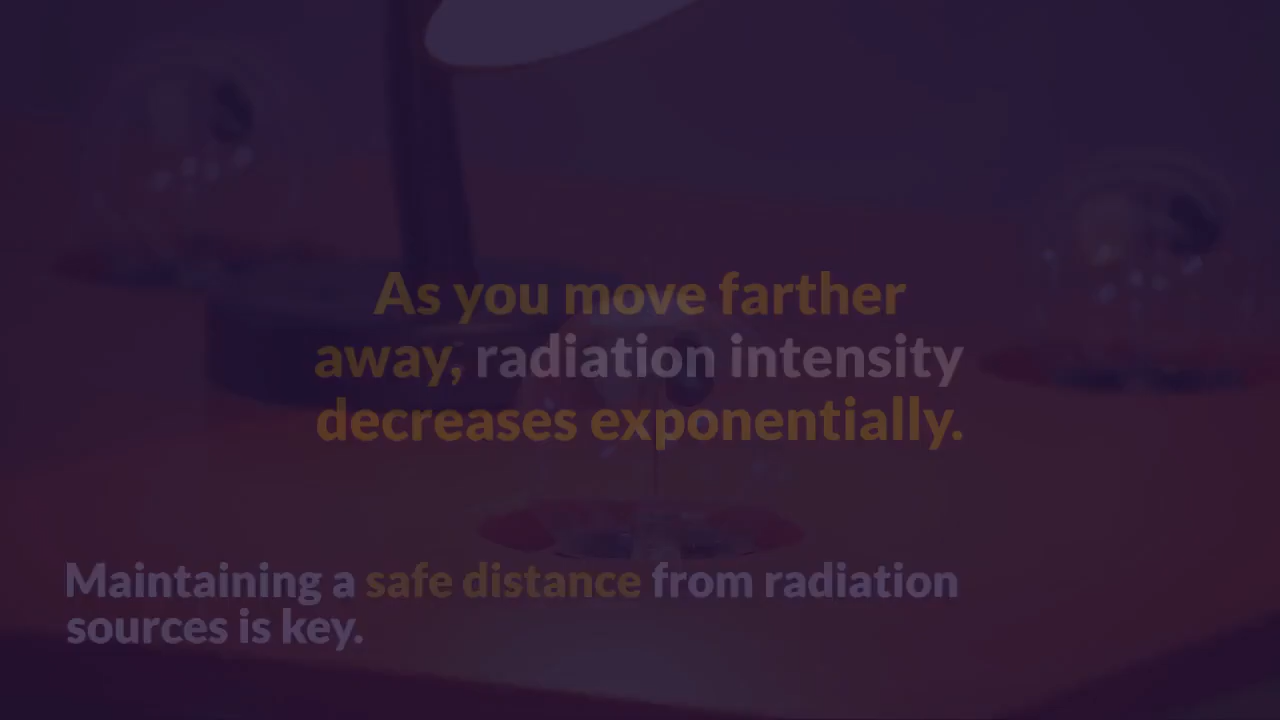 As you move farther
away, radiation intensity
decreases exponentially.
Maintaining a safe distance from radiation
sources is key.